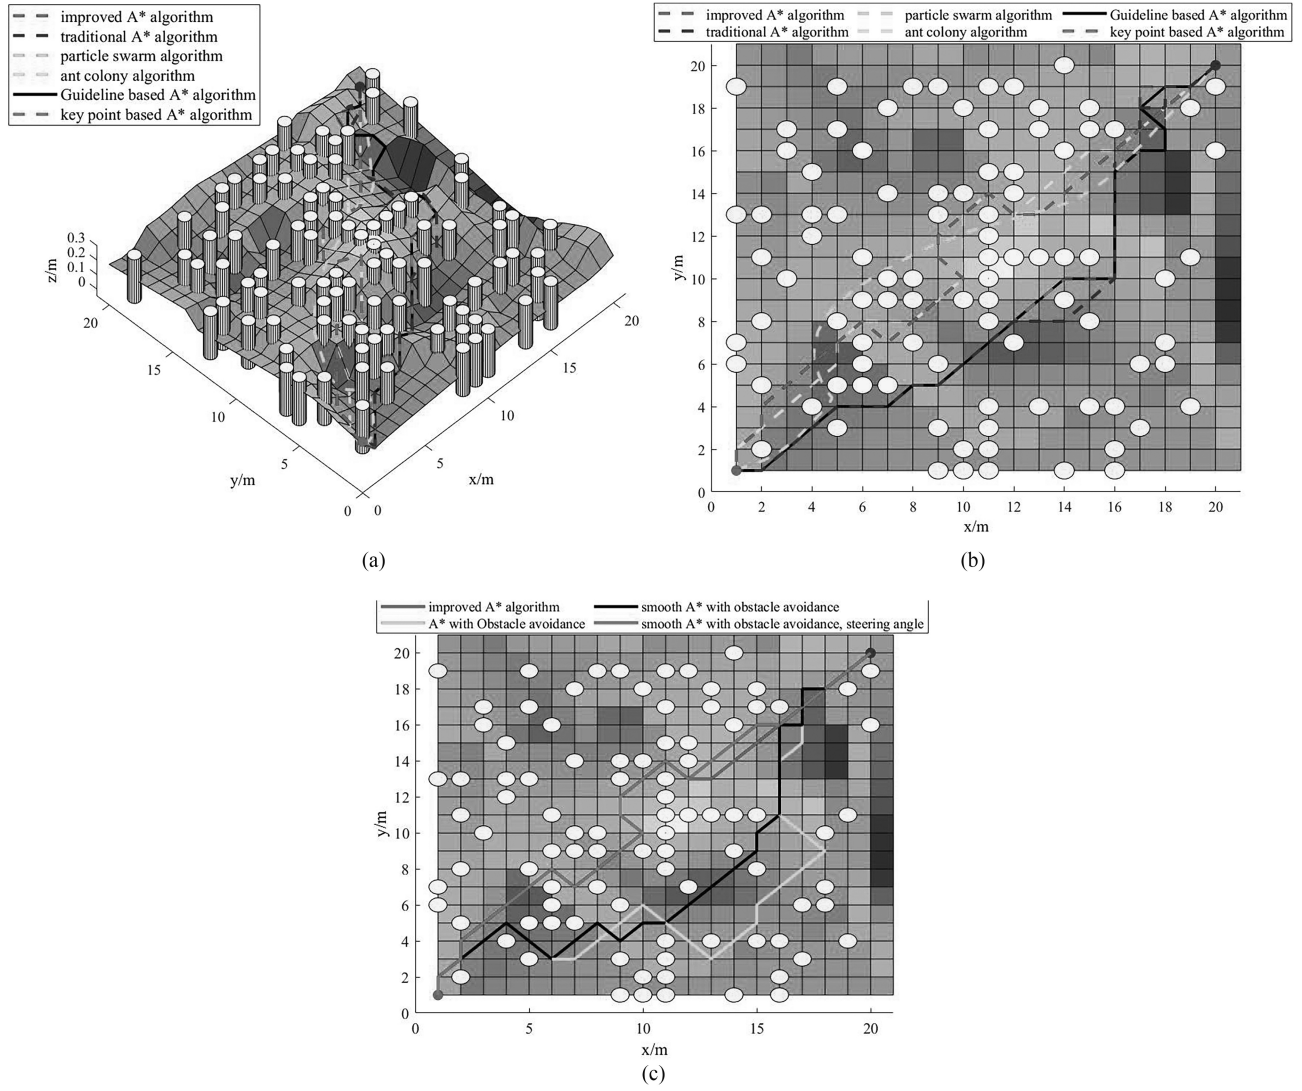 improved A* algorithm
traditional A* algorithm
particle swarm algorithm
ant colony algorithm
Guideline based A* algorithm
key point based A* algorithm
z/m
0.3
0.2
0.1
0
20
15
10
5
0
y/m
0
5
10
15
20
x/m
(a)
improved A* algorithm particle swarm algorithm Guideline based A* algorithm
traditional A* algorithm ant colony algorithm key point based A* algorithm
20
18
16
14
12
10
8
6
4
2
0
y/m
0 2 4 6 8 10 12 14 16 18 20
x/m
(b)
improved A* algorithm smooth A* with obstacle avoidance
A* with Obstacle avoidance smooth A* with obstacle avoidance, steering angle
20
18
16
14
12
10
8
6
4
2
0
y/m
0 5 10 15 20
x/m
(c)